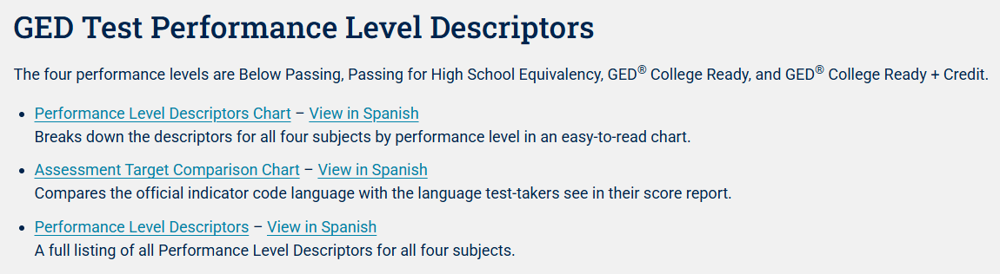 GED Test Performance Level Descriptors
The four performance levels are Below Passing, Passing for High School Equivalency, GED® College Ready, and GED® College Ready + Credit.
• Performance Level Descriptors Chart – View in Spanish
Breaks down the descriptors for all four subjects by performance level in an easy-to-read chart.
• Assessment Target Comparison Chart – View in Spanish
Compares the official indicator code language with the language test-takers see in their score report.
• Performance Level Descriptors – View in Spanish
A full listing of all Performance Level Descriptors for all four subjects.